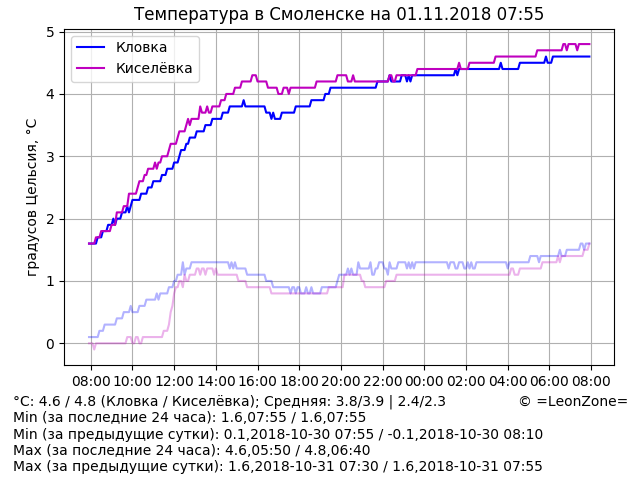 Температура в Смоленске на 01.11.2018 07:55
Кловка
Киселёвка
градусов Цельсия, °C
5
4
3
2
1
0
08:00 10:00 12:00 14:00 16:00 18:00 20:00 22:00 00:00 02:00 04:00 06:00 08:00
°C: 4.6 / 4.8 (Кловка / Киселёвка); Средняя: 3.8/3.9 | 2.4/2.3 © =LeonZone=
Min (за последние 24 часа): 1.6,07:55 / 1.6,07:55
Min (за предыдущие сутки): 0.1,2018-10-30 07:55 / -0.1,2018-10-30 08:10
Max (за последние 24 часа): 4.6,05:50 / 4.8,06:40
Max (за предыдущие сутки): 1.6,2018-10-31 07:30 / 1.6,2018-10-31 07:55